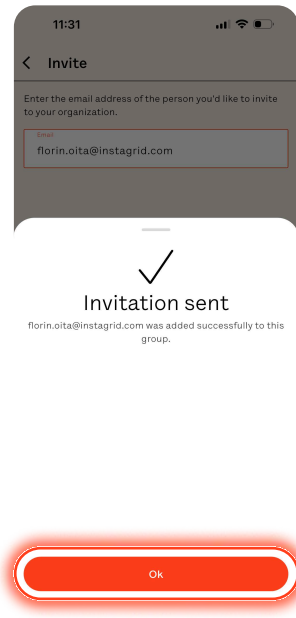 11:31
Invite
Enter the email address of the person you'd like to invite
to your organization.
Email
florin.oita@instagrid.com
Invitation sent
florin.oita@instagrid.com was added successfully to this
group.
Ok